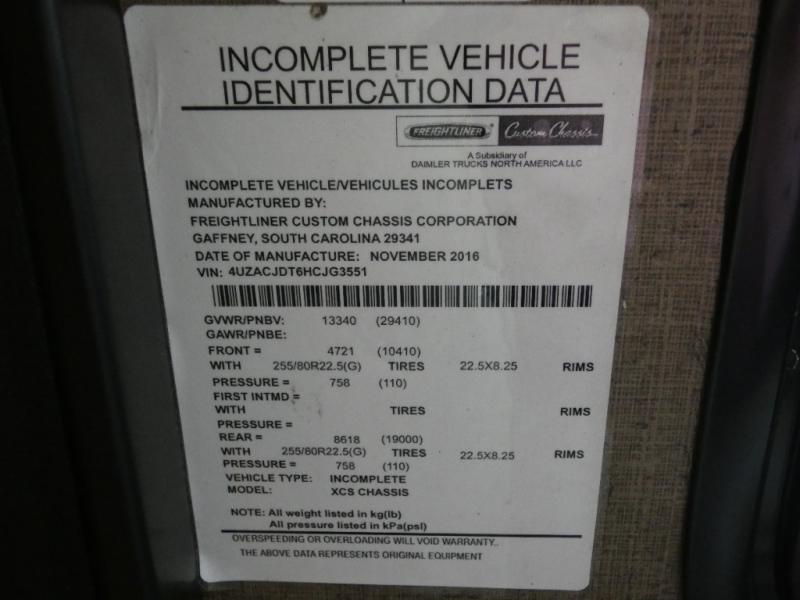 INCOMPLETE VEHICLE
IDENTIFICATION DATA
FREIGHTLINER Custom Chassis
A Subsidiary of
DAIMLER TRUCKS NORTH AMERICA LLC
INCOMPLETE VEHICLE/VEHICULES INCOMPLETS
MANUFACTURED BY:
FREIGHTLINER CUSTOM CHASSIS CORPORATION
GAFFNEY, SOUTH CAROLINA 29341
DATE OF MANUFACTURE: NOVEMBER 2016
VIN: 4UZACJDT6HCJG3551
GVWR/PNBV: 13340 (29410)
GAWR/PNBE:
FRONT = 4721 (10410)
WITH 255/80R22.5(G) TIRES 22.5X8.25 RIMS
PRESSURE = 758 (110)
FIRST INTMD =
WITH TIRES RIMS
PRESSURE =
REAR = 8618 (19000)
WITH 255/80R22.5(G) TIRES 22.5X8.25 RIMS
PRESSURE = 758 (110)
VEHICLE TYPE: INCOMPLETE
MODEL: XCS CHASSIS
NOTE: All weight listed in kg(lb)
All pressure listed in kPa(psl)
OVERSPEEDING OR OVERLOADING WILL VOID WARRANTY..
THE ABOVE DATA REPRESENTS ORIGINAL EQUIPMENT